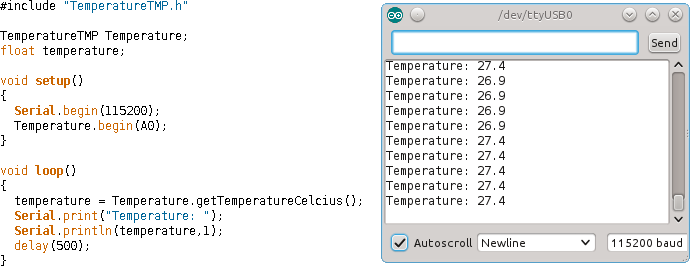 #include "TemperatureTMP.h"
TemperatureTMP Temperature;
float temperature;
void setup()
{
  Serial.begin(115200);
  Temperature.begin(A0);
}
void loop()
{
  temperature = Temperature.getTemperatureCelcius();
  Serial.print("Temperature: ");
  Serial.println(temperature,1);
  delay(500);
}
/dev/ttyUSB0
Send
Temperature: 27.4
Temperature: 26.9
Temperature: 26.9
Temperature: 26.9
Temperature: 26.9
Temperature: 27.4
Temperature: 27.4
Temperature: 27.4
Temperature: 27.4
Temperature: 27.4
Autoscroll
Newline
115200 baud